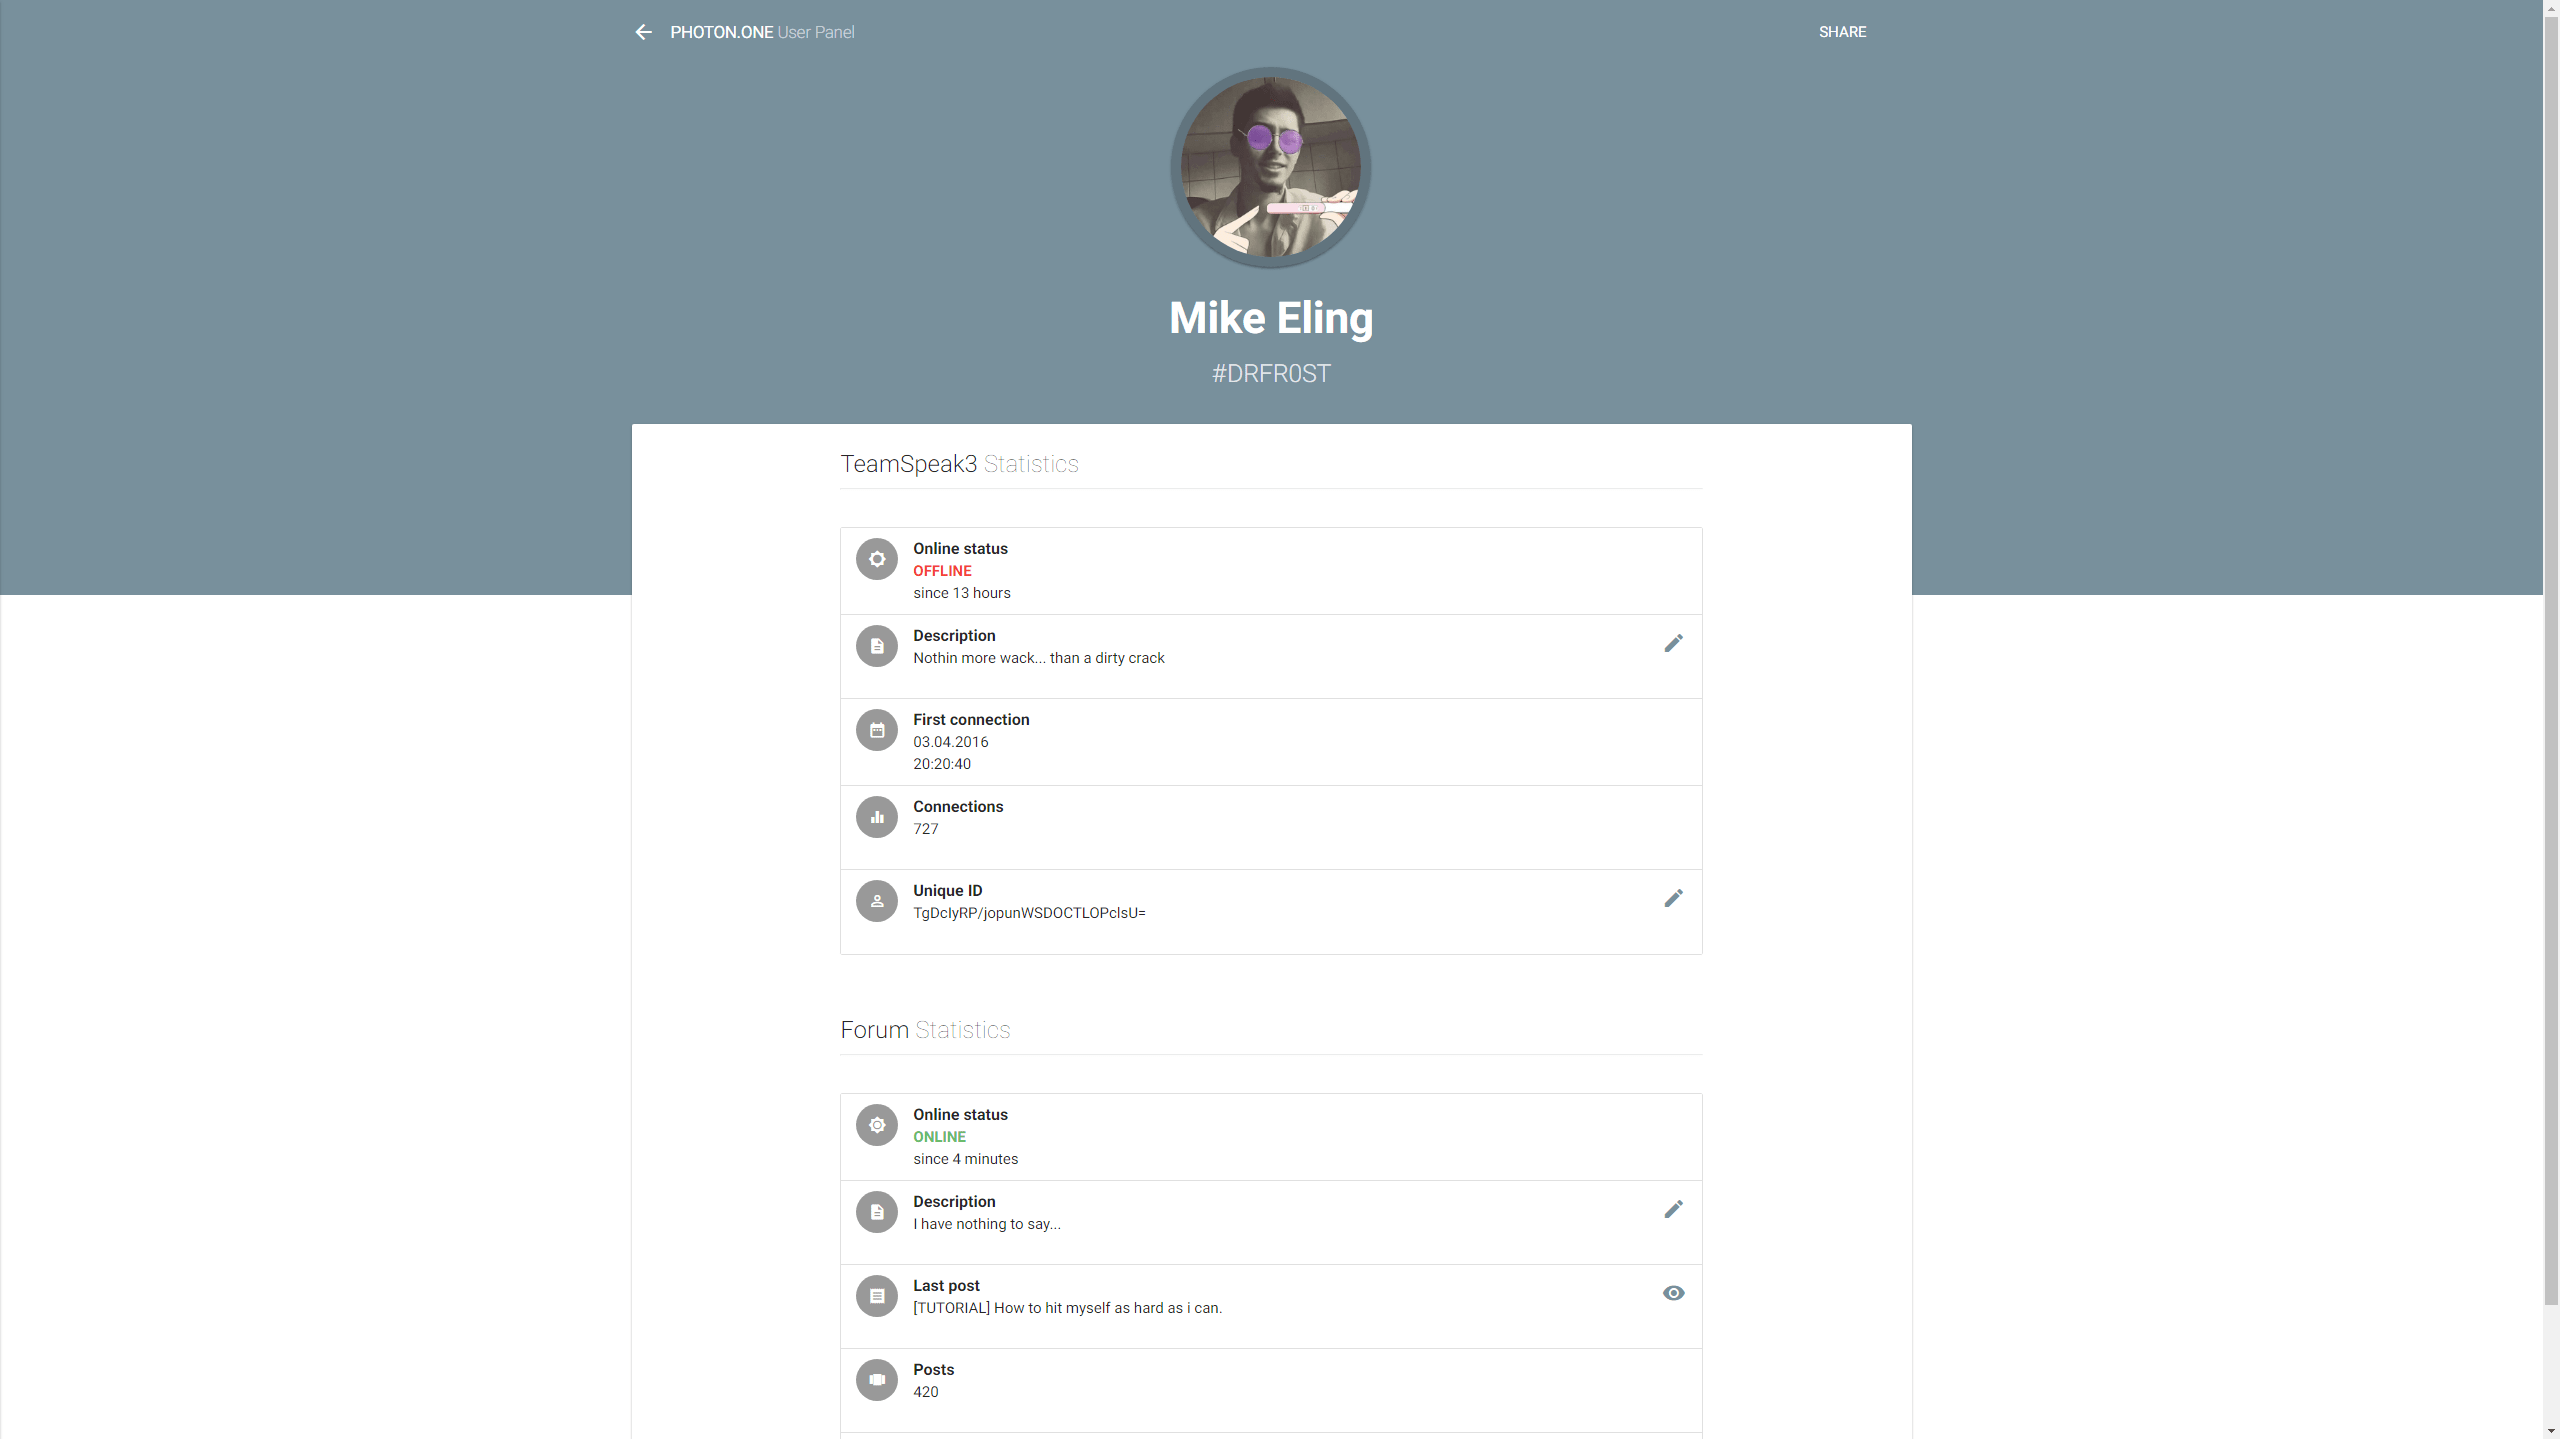 PHOTON.ONE User Panel
SHARE
Mike Eling
#DRFR0ST
TeamSpeak3 Statistics
Online status
OFFLINE
since 13 hours
Description
Nothin more wack... than a dirty crack
First connection
03.04.2016
20:20:40
Connections
727
Unique ID
TgDcIyRP/jopunWSDOCTLOPclsU=
Forum Statistics
Online status
ONLINE
since 4 minutes
Description
I have nothing to say...
Last post
[TUTORIAL] How to hit myself as hard as i can.
Posts
420